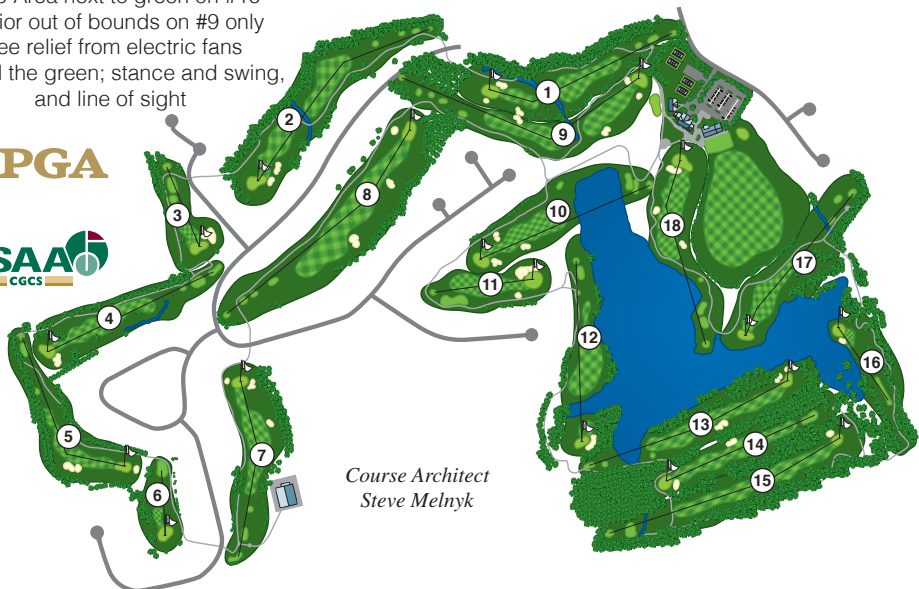 Area next to green on
ior out of bounds on #9 only
ee relief from electric fans
the green; stance and swing,
and line of sight
PGA
SAA
CGCS
1
2
3
4
5
6
7
8
9
10
11
12
13
14
15
16
17
18
Course Architect
Steve Melnyk